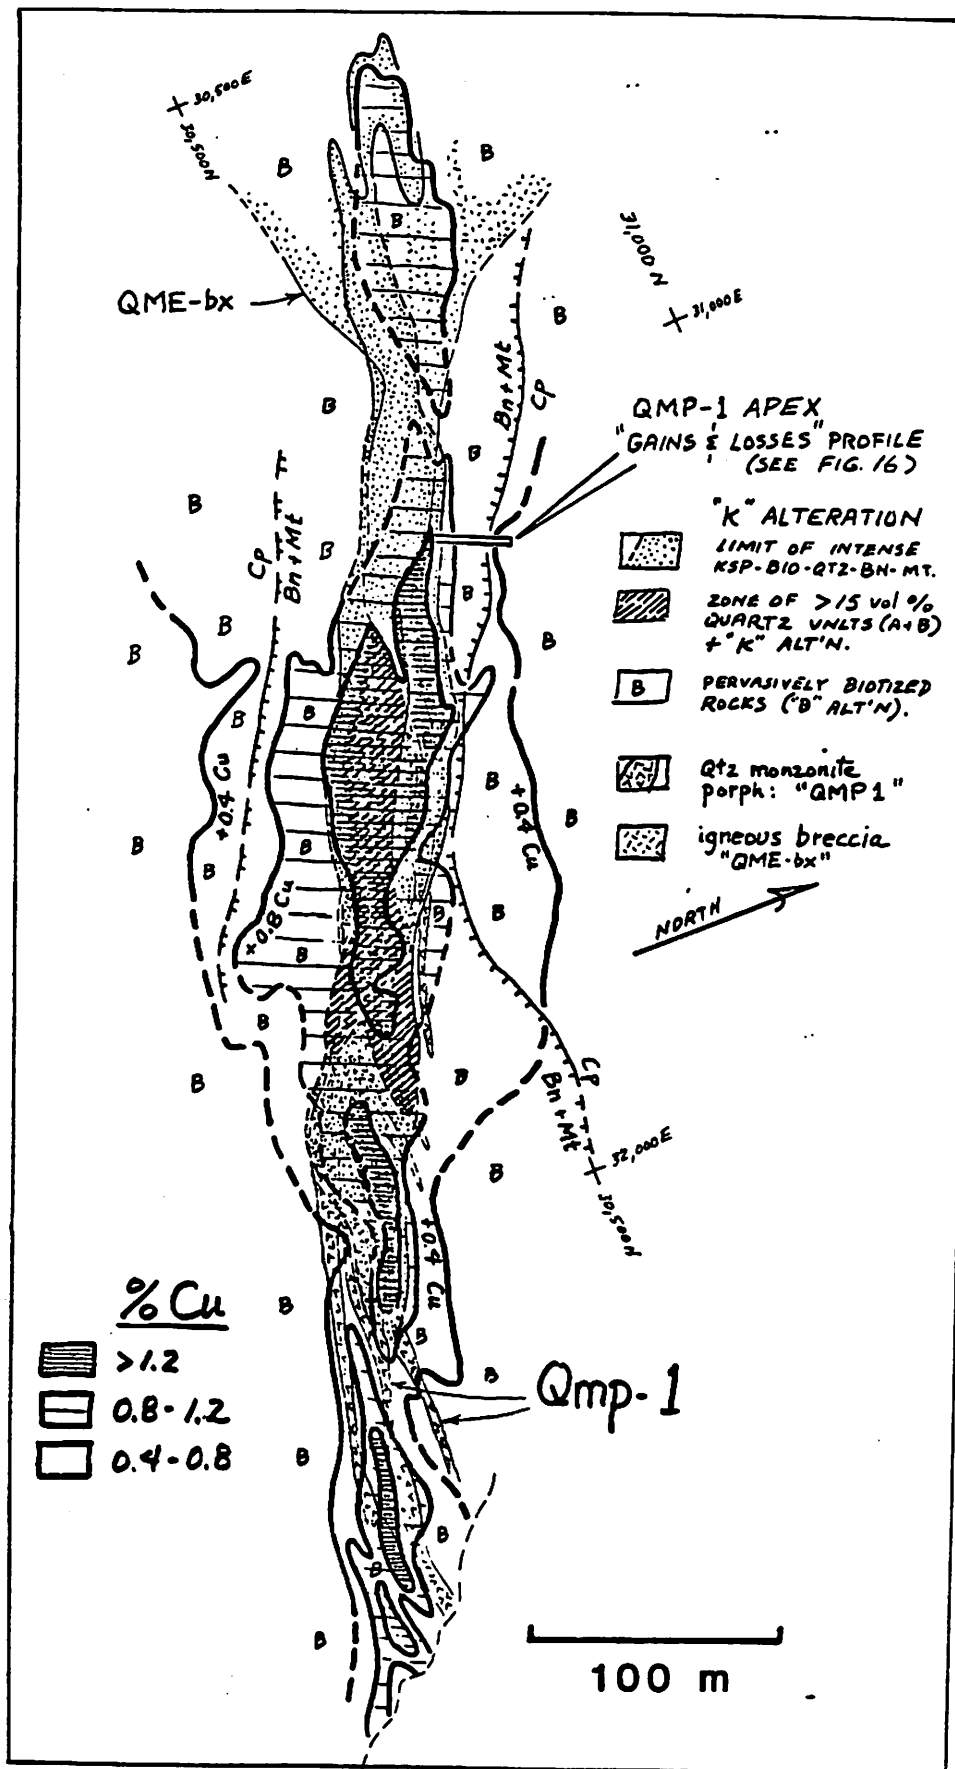 30,500E
30,500N
B
B
B
QME-bx
31,000 N
31,000E
B
Bn+Mt
Cp
B
B
QMP-1 APEX
"GAINS & LOSSES" PROFILE
(SEE FIG. 16)
B
Cp
Bn+Mt
B
B
"K" ALTERATION
LIMIT OF INTENSE
KSP-BIO-QTZ-BN-MT.
ZONE OF >15 vol %
QUARTZ VNLTS (A+B)
+ "K" ALT'N.
B
PERVASIVELY BIOTIZED
ROCKS ("B" ALT'N).
Qtz monzonite
porph: "QMP1"
igneous breccia
"QME-bx"
NORTH
B
B
B
B
B
+0.4 Cu
B
B
+0.4 Cu
B
B
B
B
+0.8 Cu
B
B
B
B
B
B
B
Cp
Bn+Mt
32,000E
30,500N
B
+0.4 Cu
% Cu
>1.2
0.8-1.2
0.4-0.8
B
B
B
Qmp-1
B
B
B
B
100 m